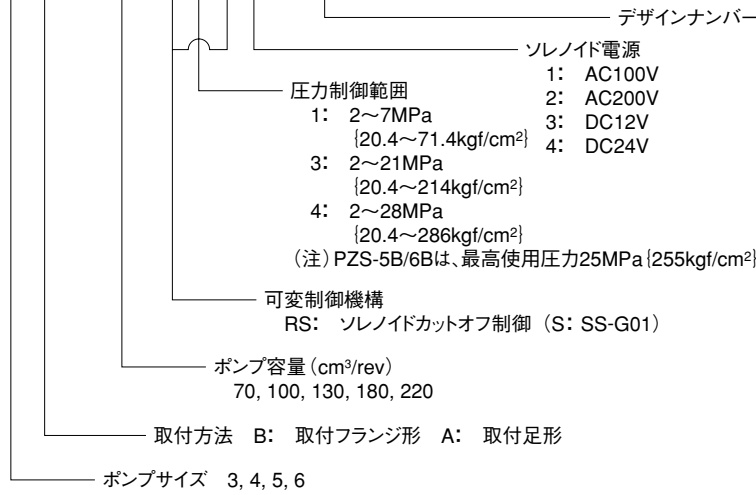 デザインナンバー
ソレノイド電源
1： AC100V
2： AC200V
3： DC12V
4： DC24V
圧力制御範囲
1： 2～7MPa
{20.4～71.4kgf/cm²}
3： 2～21MPa
{20.4～214kgf/cm²}
4： 2～28MPa
{20.4～286kgf/cm²}
（注）PZS-5B/6Bは、最高使用圧力25MPa{255kgf/cm²}
可変制御機構
RS： ソレノイドカットオフ制御（S：SS-G01）
ポンプ容量（cm³/rev）
70, 100, 130, 180, 220
取付方法 B： 取付フランジ形 A： 取付足形
ポンプサイズ 3, 4, 5, 6